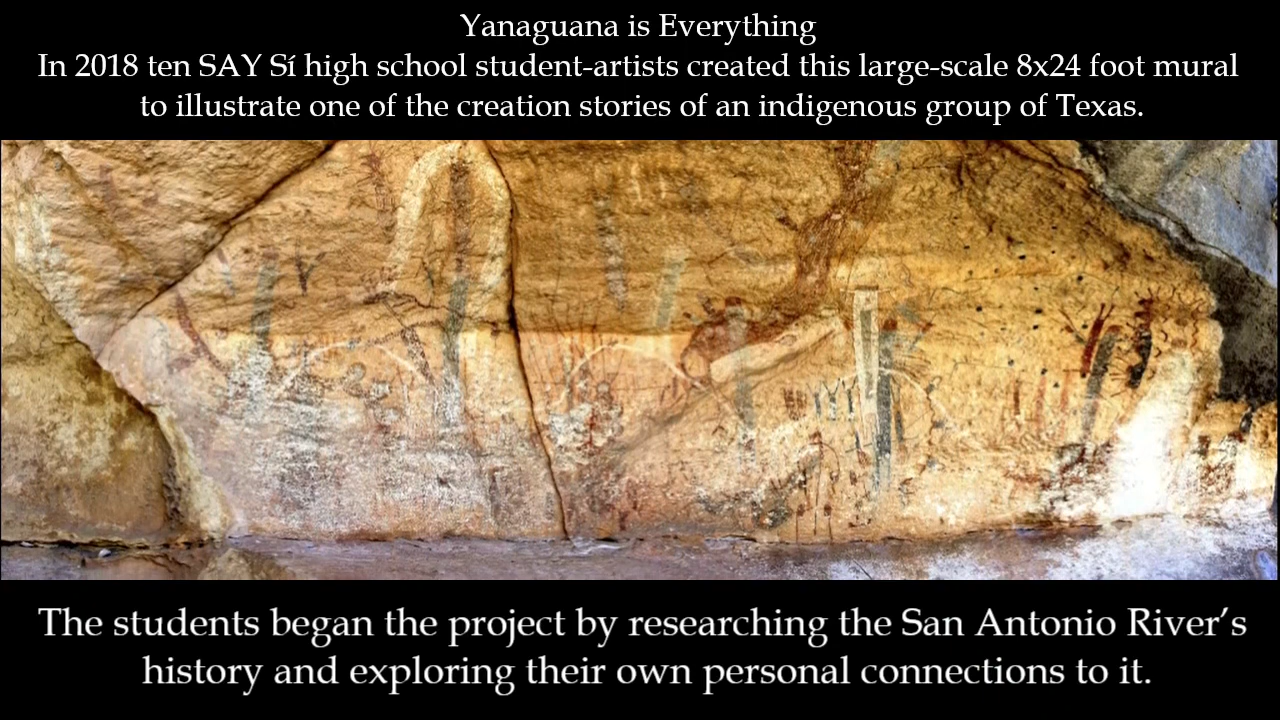 Yanaguana is Everything
In 2018 ten SAY Sí high school student-artists created this large-scale 8x24 foot mural
to illustrate one of the creation stories of an indigenous group of Texas.
The students began the project by researching the San Antonio River’s
history and exploring their own personal connections to it.